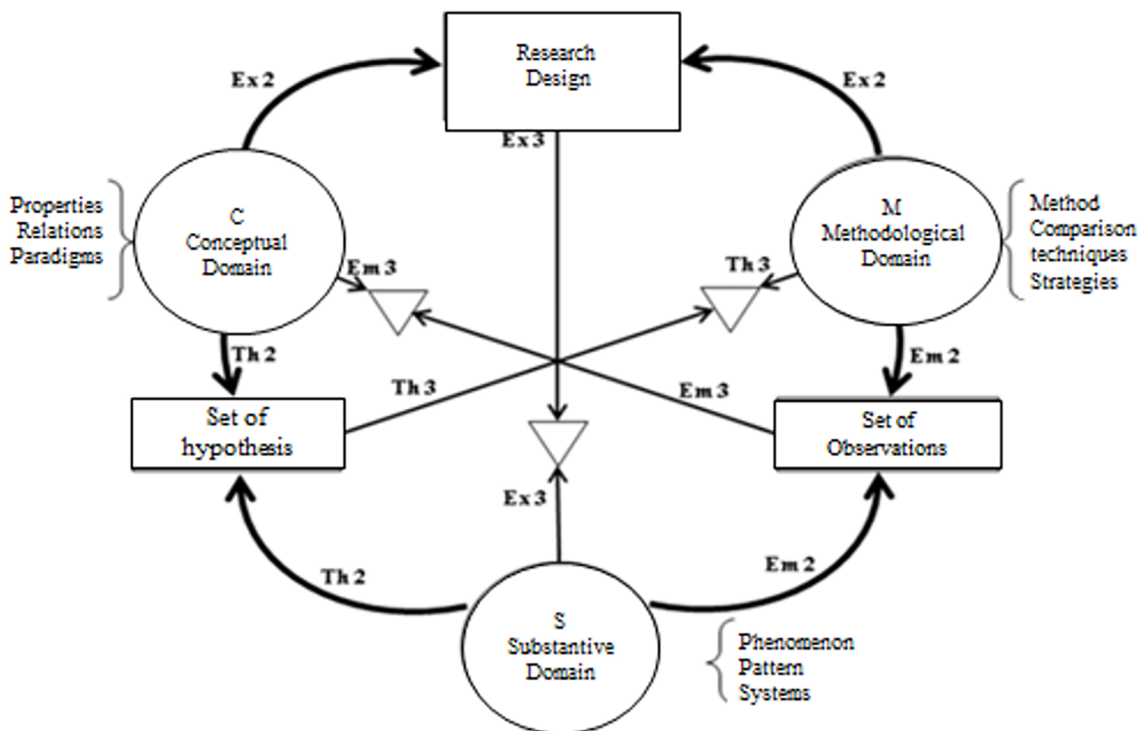 Research
Design
Ex 2
Ex 2
Ex 3
C
Conceptual
Domain
Properties
Relations
Paradigms
M
Methodological
Domain
Method
Comparison
techniques
Strategies
Em 3
Th 3
Th 2
Em 2
Th 3
Em 3
Set of
hypothesis
Set of
Observations
Ex 3
Th 2
Em 2
S
Substantive
Domain
Phenomenon
Pattern
Systems